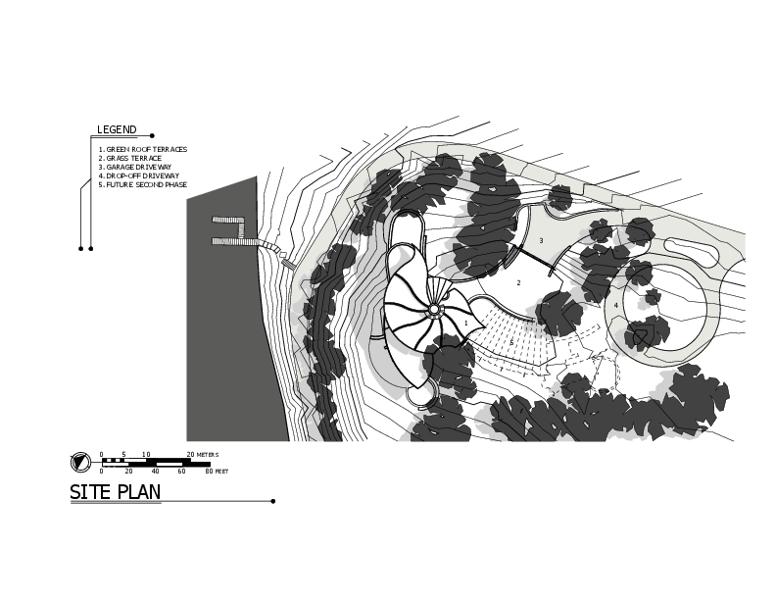 LEGEND
1. GREEN ROOF TERRACES
2. GRASS TERRACE
3. GARAGE DRIVEWAY
4. DROP-OFF DRIVEWAY
5. FUTURE SECOND PHASE
3
2
4
1
5
0 5 10 20 METERS
0 20 40 60 80 FEET
SITE PLAN